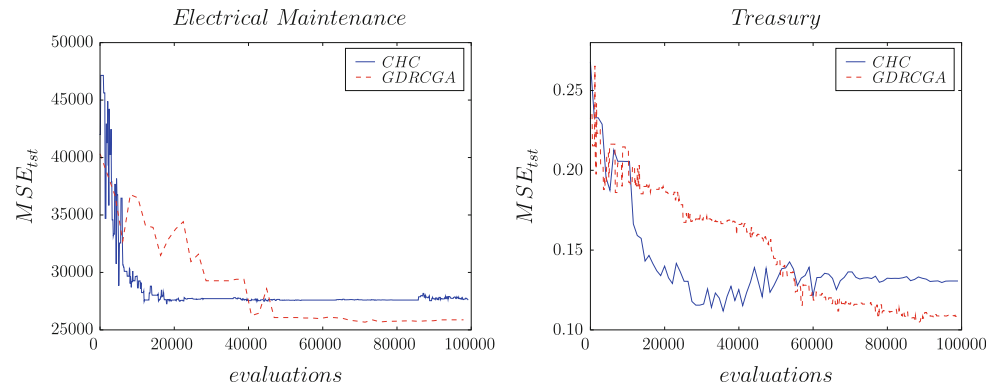 Electrical Maintenance
50000
45000
40000
35000
30000
25000
MSE_tst
CHC
GDRCGA
0 20000 40000 60000 80000 100000
evaluations
Treasury
0.25
0.20
0.15
0.10
MSE_tst
CHC
GDRCGA
0 20000 40000 60000 80000 100000
evaluations